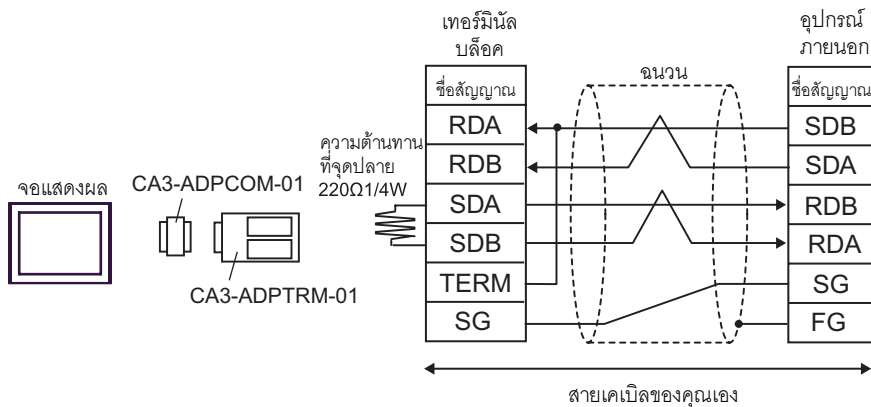 เทอร์มินัล
บล็อค
อุปกรณ์
ภายนอก
ชื่อสัญญาณ
ฉนวน
ชื่อสัญญาณ
RDA
SDB
ความต้านทาน
ที่จุดปลาย
220Ω1/4W
RDB
SDA
จอแสดงผล
CA3-ADPCOM-01
SDA
RDB
SDB
RDA
CA3-ADPTRM-01
TERM
SG
SG
FG
สายเคเบิลของคุณเอง